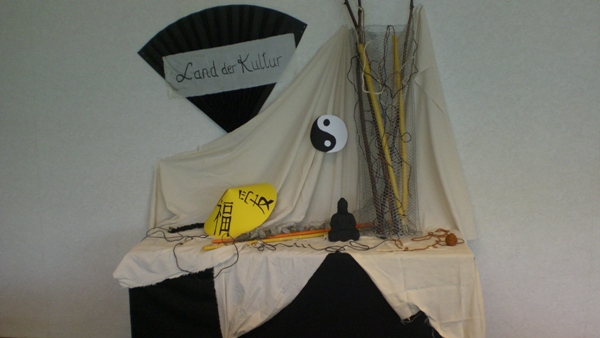 Land der Kultur
福